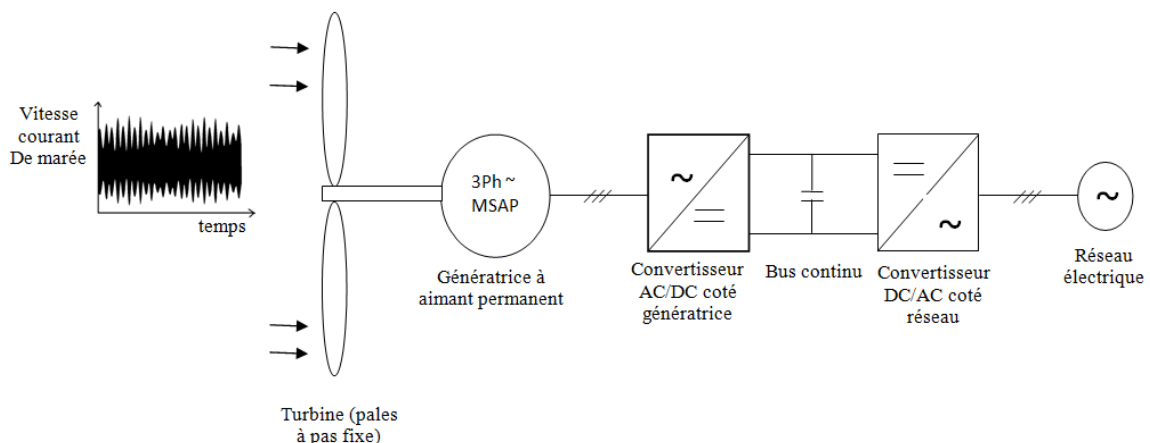 Vitesse
courant
De marée
temps
3Ph ~
MSAP
Génératrice à
aimant permanent
Convertisseur
AC/DC coté
génératrice
Bus continu
Convertisseur
DC/AC coté
réseau
Réseau
électrique
Turbine (pales
à pas fixe)